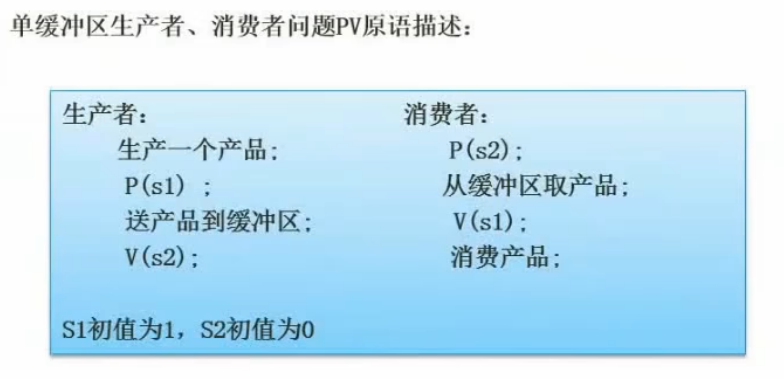 单缓冲区生产者、消费者问题PV原语描述：
生产者：
生产一个产品；
P(s1) ；
送产品到缓冲区；
V(s2)；
消费者：
P(s2)；
从缓冲区取产品；
V(s1)；
消费产品；
S1初值为1，S2初值为0